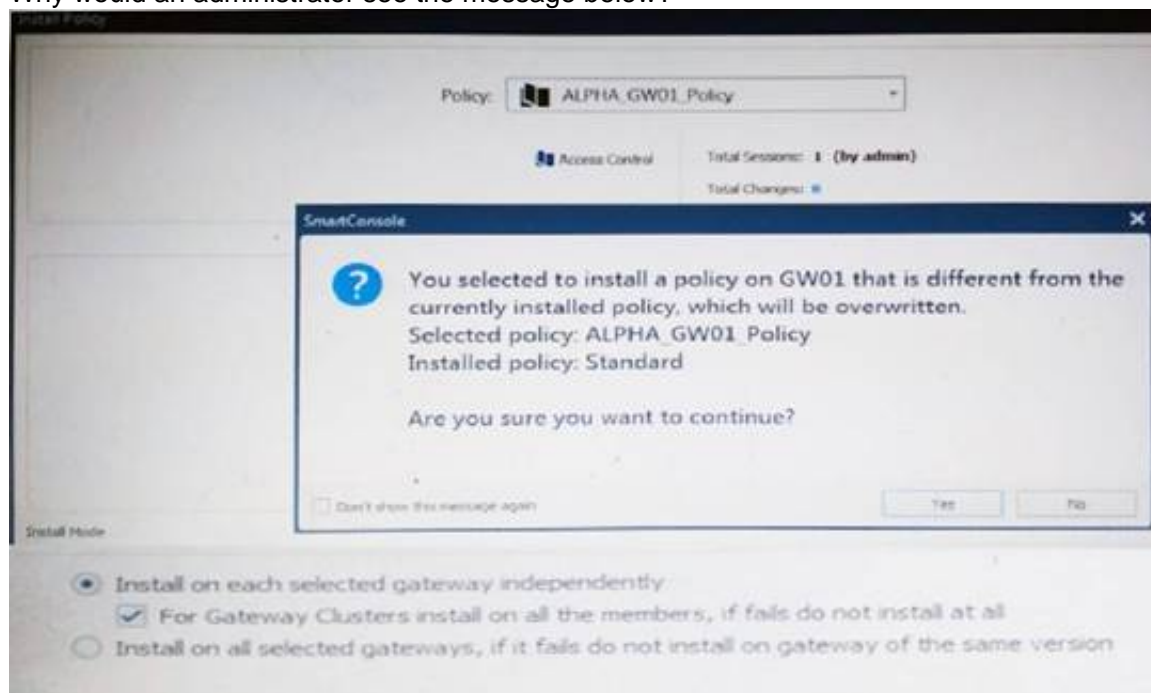 Why would an administrator see the message below?
Install Policy
Policy: ALPHA_GW01_Policy
Access Control
Total Sessions: 1 (by admin)
Total Changes:
SmartConsole
You selected to install a policy on GW01 that is different from the
currently installed policy, which will be overwritten.
Selected policy: ALPHA_GW01_Policy
Installed policy: Standard
Are you sure you want to continue?
Don't show this message again
Yes
No
Install Mode
Install on each selected gateway independently
For Gateway Clusters install on all the members, if fails do not install at all
Install on all selected gateways, if it fails do not install on gateway of the same version